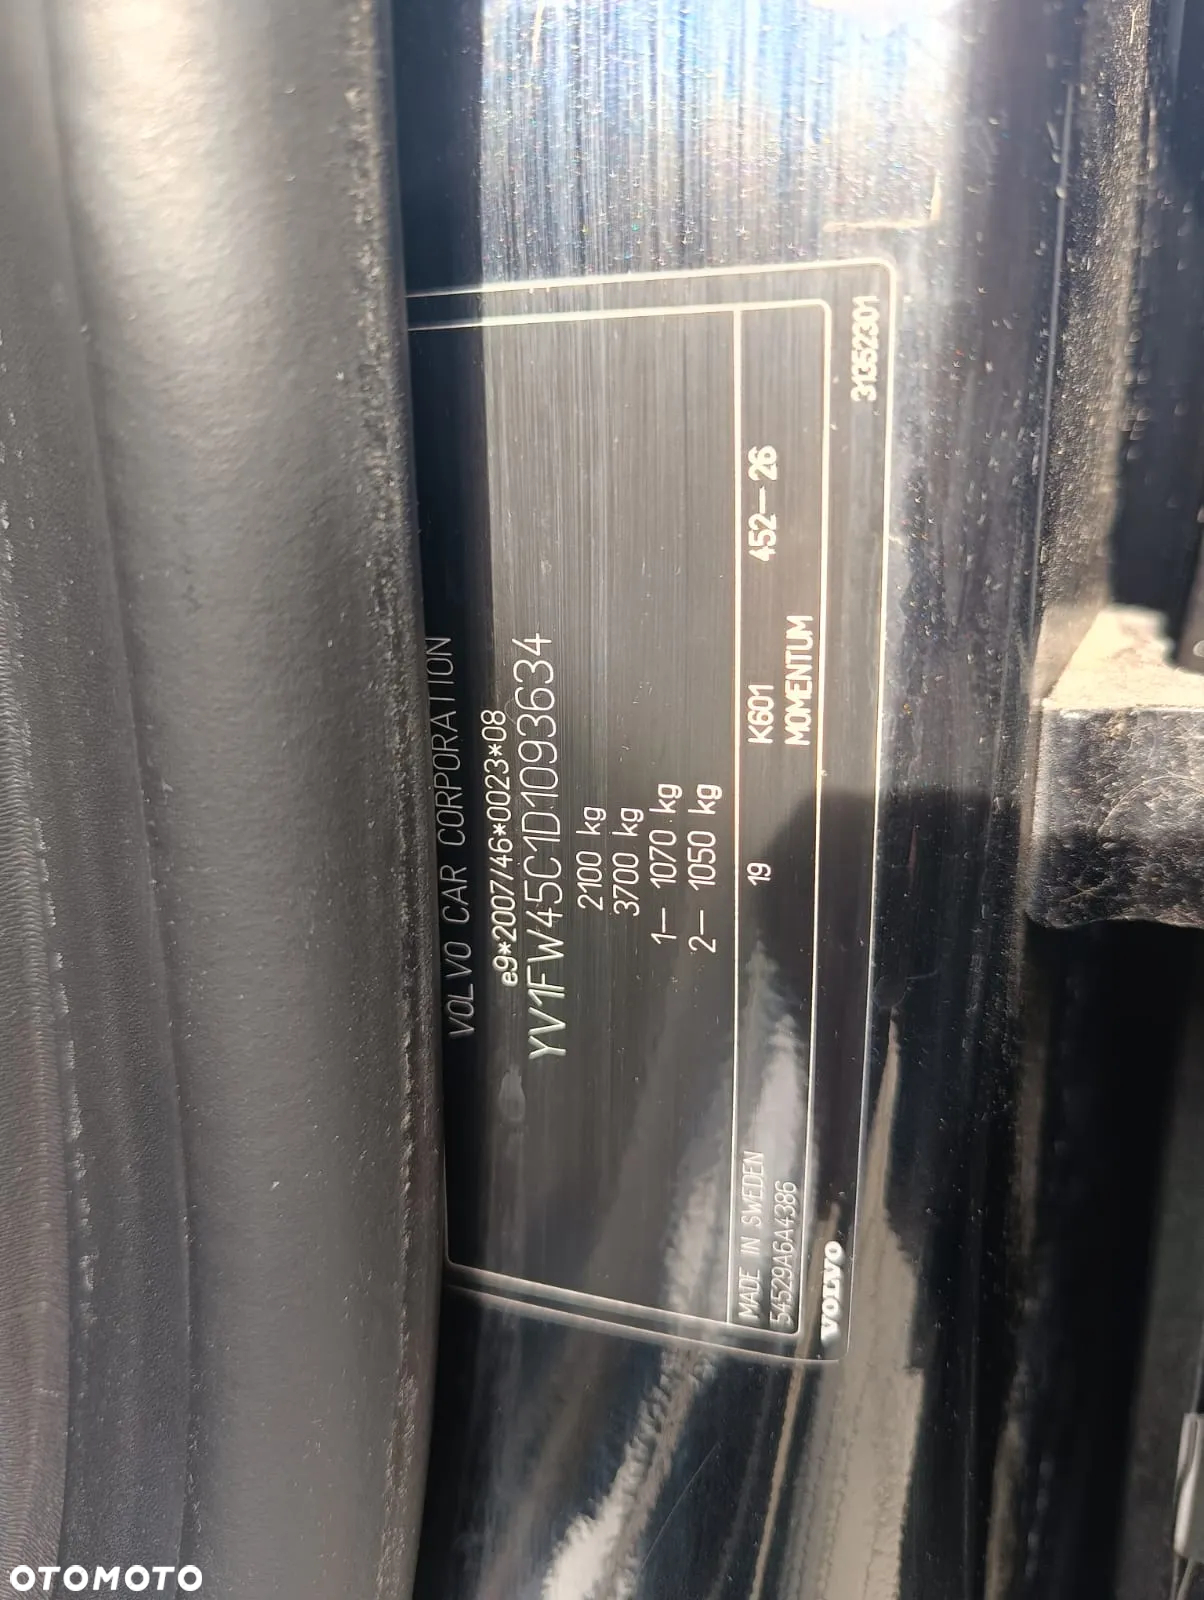 VOLVO CAR CORPORATION
e9*2007/46*0023*08
YV1FW45C1D1093634
2100 kg
3700 kg
1— 1070 kg
2— 1050 kg
MADE IN SWEDEN 19 K601 452—26
54529A6A4386 MOMENTUM
VOLVO 31352301
OTOMOTO